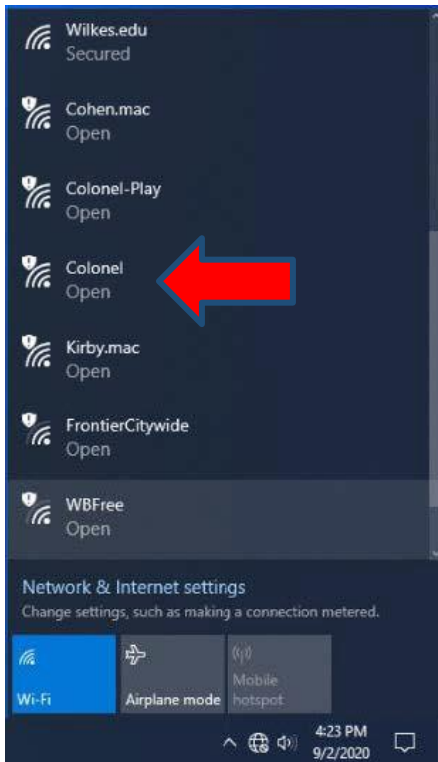 Wilkes.edu
Secured
Cohen.mac
Open
Colonel-Play
Open
Colonel
Open
Kirby.mac
Open
FrontierCitywide
Open
WBFree
Open
Network & Internet settings
Change settings, such as making a connection metered.
Wi-Fi
Airplane mode
Mobile
hotspot
4:23 PM
9/2/2020